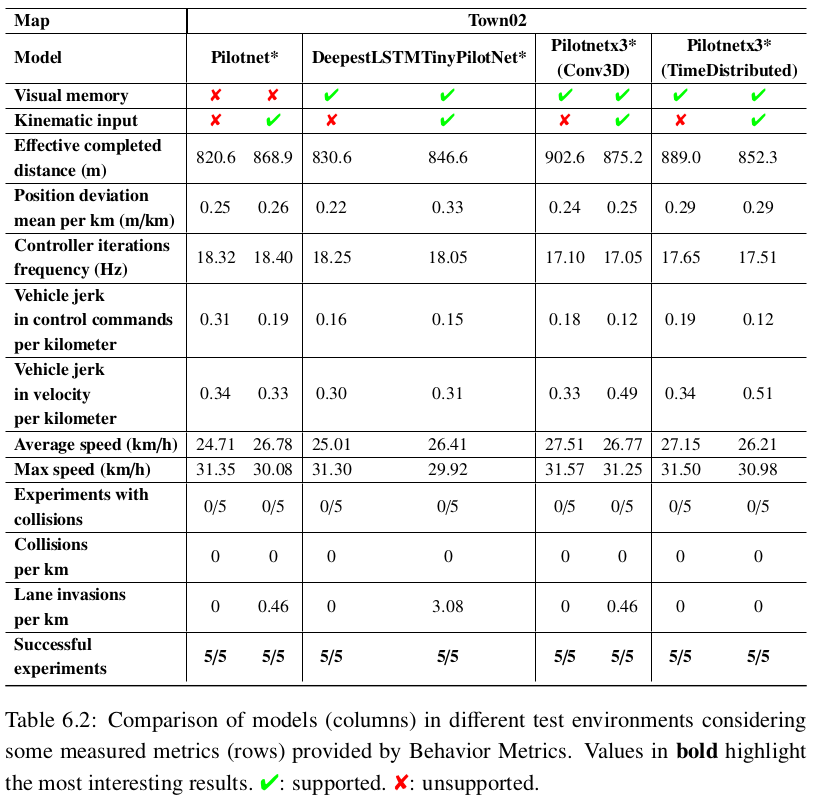 Map Town02
Model Pilotnet* DeepestLSTMTinyPilotNet* Pilotnetx3* (Conv3D) Pilotnetx3* (TimeDistributed)
Visual memory ✘ ✘ ✔ ✔ ✔ ✔ ✔ ✔
Kinematic input ✘ ✔ ✘ ✔ ✘ ✔ ✘ ✔
Effective completed
distance (m) 820.6 868.9 830.6 846.6 902.6 875.2 889.0 852.3
Position deviation
mean per km (m/km) 0.25 0.26 0.22 0.33 0.24 0.25 0.29 0.29
Controller iterations
frequency (Hz) 18.32 18.40 18.25 18.05 17.10 17.05 17.65 17.51
Vehicle jerk
in control commands 0.31 0.19 0.16 0.15 0.18 0.12 0.19 0.12
per kilometer
Vehicle jerk
in velocity 0.34 0.33 0.30 0.31 0.33 0.49 0.34 0.51
per kilometer
Average speed (km/h) 24.71 26.78 25.01 26.41 27.51 26.77 27.15 26.21
Max speed (km/h) 31.35 30.08 31.30 29.92 31.57 31.25 31.50 30.98
Experiments with
collisions 0/5 0/5 0/5 0/5 0/5 0/5 0/5 0/5
Collisions
per km 0 0 0 0 0 0 0 0
Lane invasions
per km 0 0.46 0 3.08 0 0.46 0 0
Successful
experiments 5/5 5/5 5/5 5/5 5/5 5/5 5/5 5/5
Table 6.2: Comparison of models (columns) in different test environments considering
some measured metrics (rows) provided by Behavior Metrics. Values in bold highlight
the most interesting results. ✔: supported. ✘: unsupported.